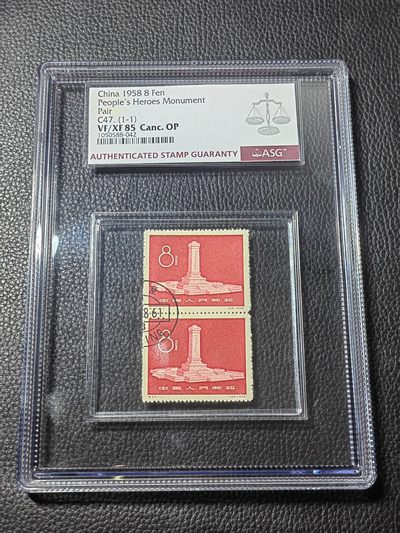 China 1958 8 Fen
People's Heroes Monument
Pair
C47. (1-1)
VF/XF 85 Canc. OP
1050588-042
AUTHENTICATED STAMP GUARANTY
ASG
8分
中国人民邮政
8分
中国人民邮政